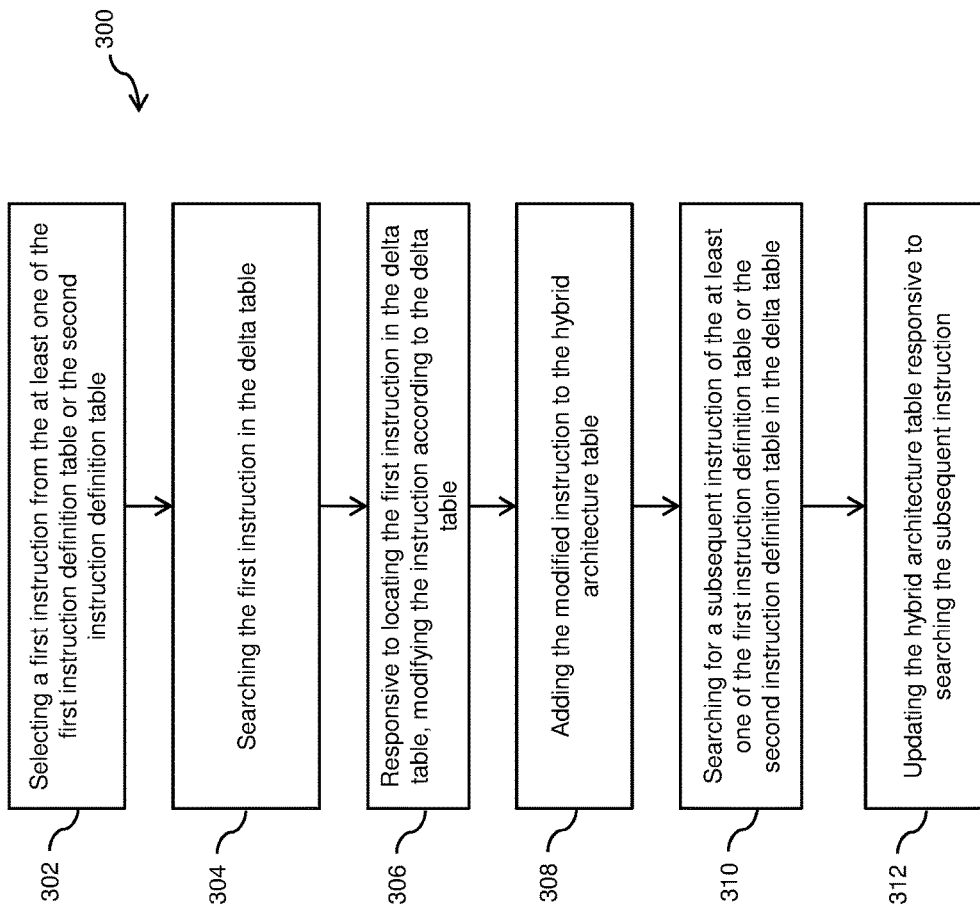 300
302
Selecting a first instruction from the at least one of the
first instruction definition table or the second
instruction definition table
304
Searching the first instruction in the delta table
306
Responsive to locating the first instruction in the delta
table, modifying the instruction according to the delta
table
308
Adding the modified instruction to the hybrid
architecture table
310
Searching for a subsequent instruction of the at least
one of the first instruction definition table or the
second instruction definition table in the delta table
312
Updating the hybrid architecture table responsive to
searching the subsequent instruction